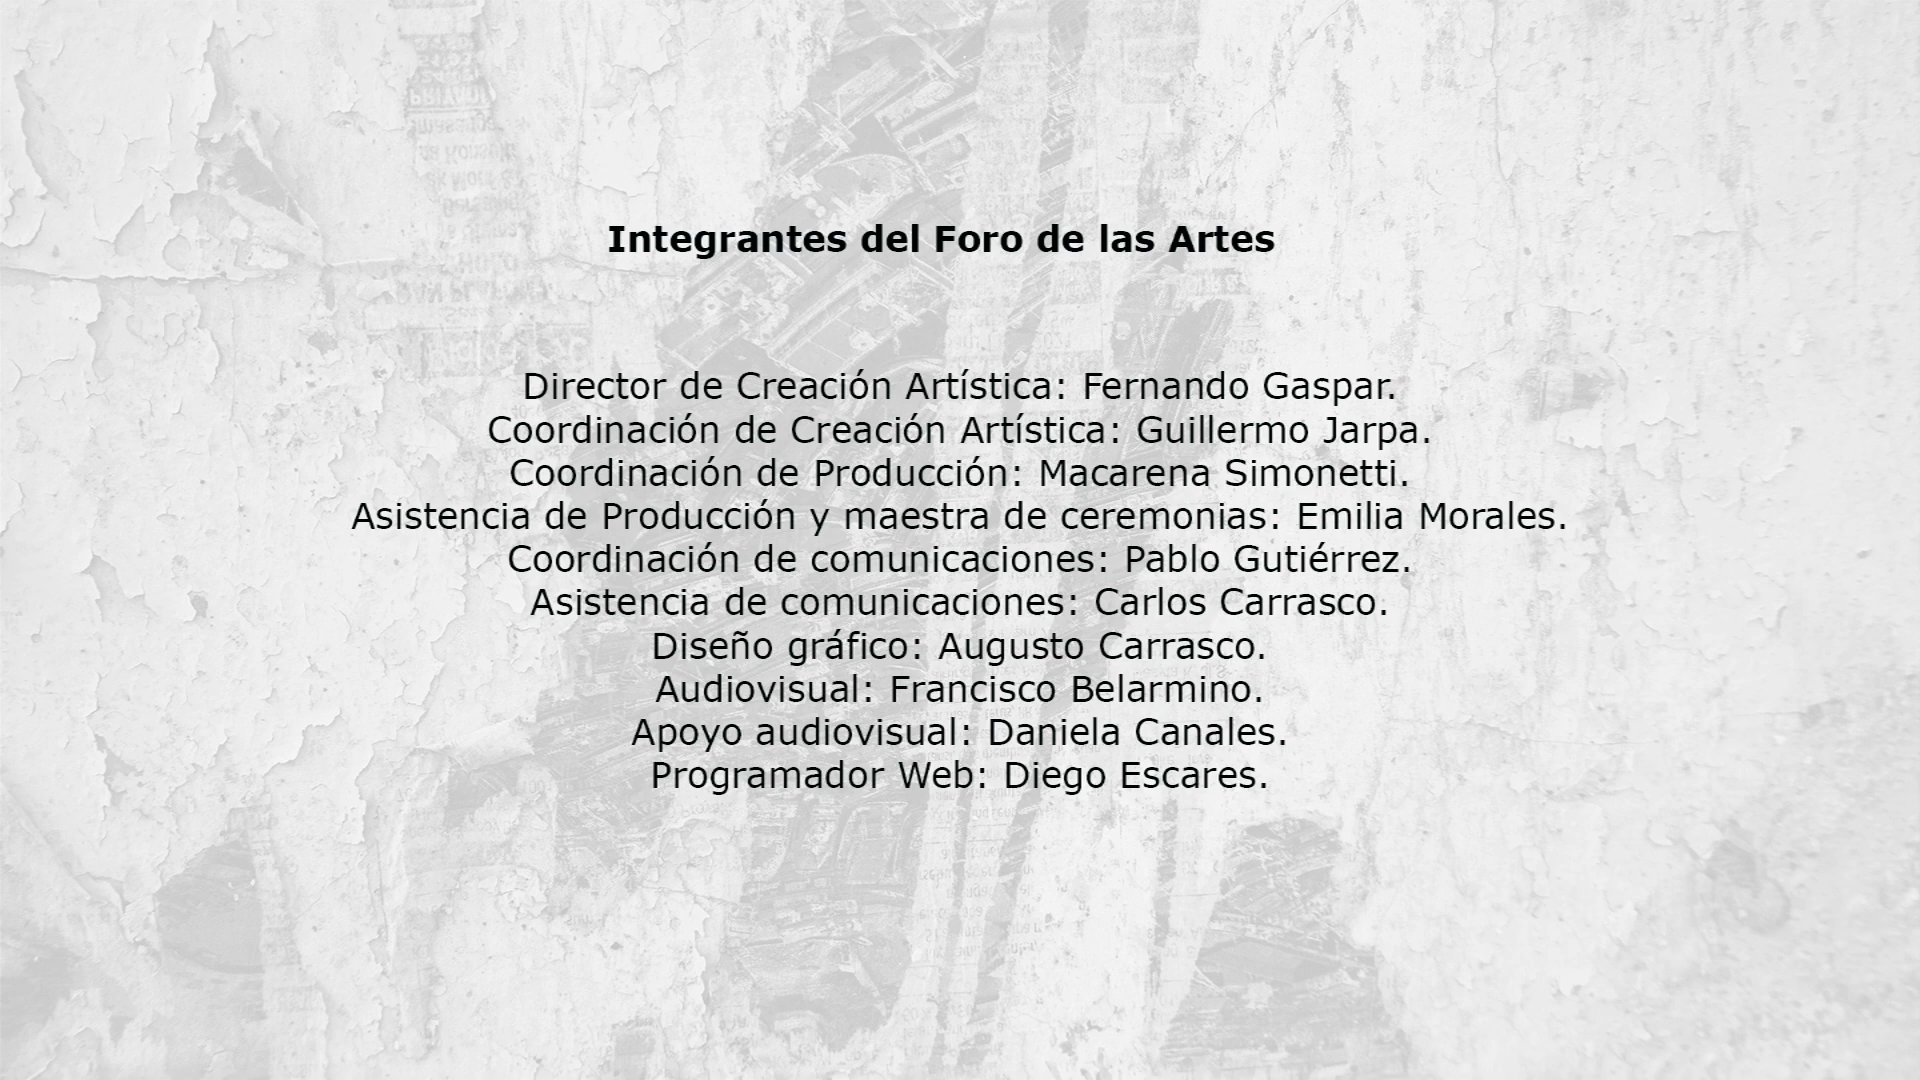 Integrantes del Foro de las Artes
Director de Creación Artística: Fernando Gaspar.
Coordinación de Creación Artística: Guillermo Jarpa.
Coordinación de Producción: Macarena Simonetti.
Asistencia de Producción y maestra de ceremonias: Emilia Morales.
Coordinación de comunicaciones: Pablo Gutiérrez.
Asistencia de comunicaciones: Carlos Carrasco.
Diseño gráfico: Augusto Carrasco.
Audiovisual: Francisco Belarmino.
Apoyo audiovisual: Daniela Canales.
Programador Web: Diego Escares.